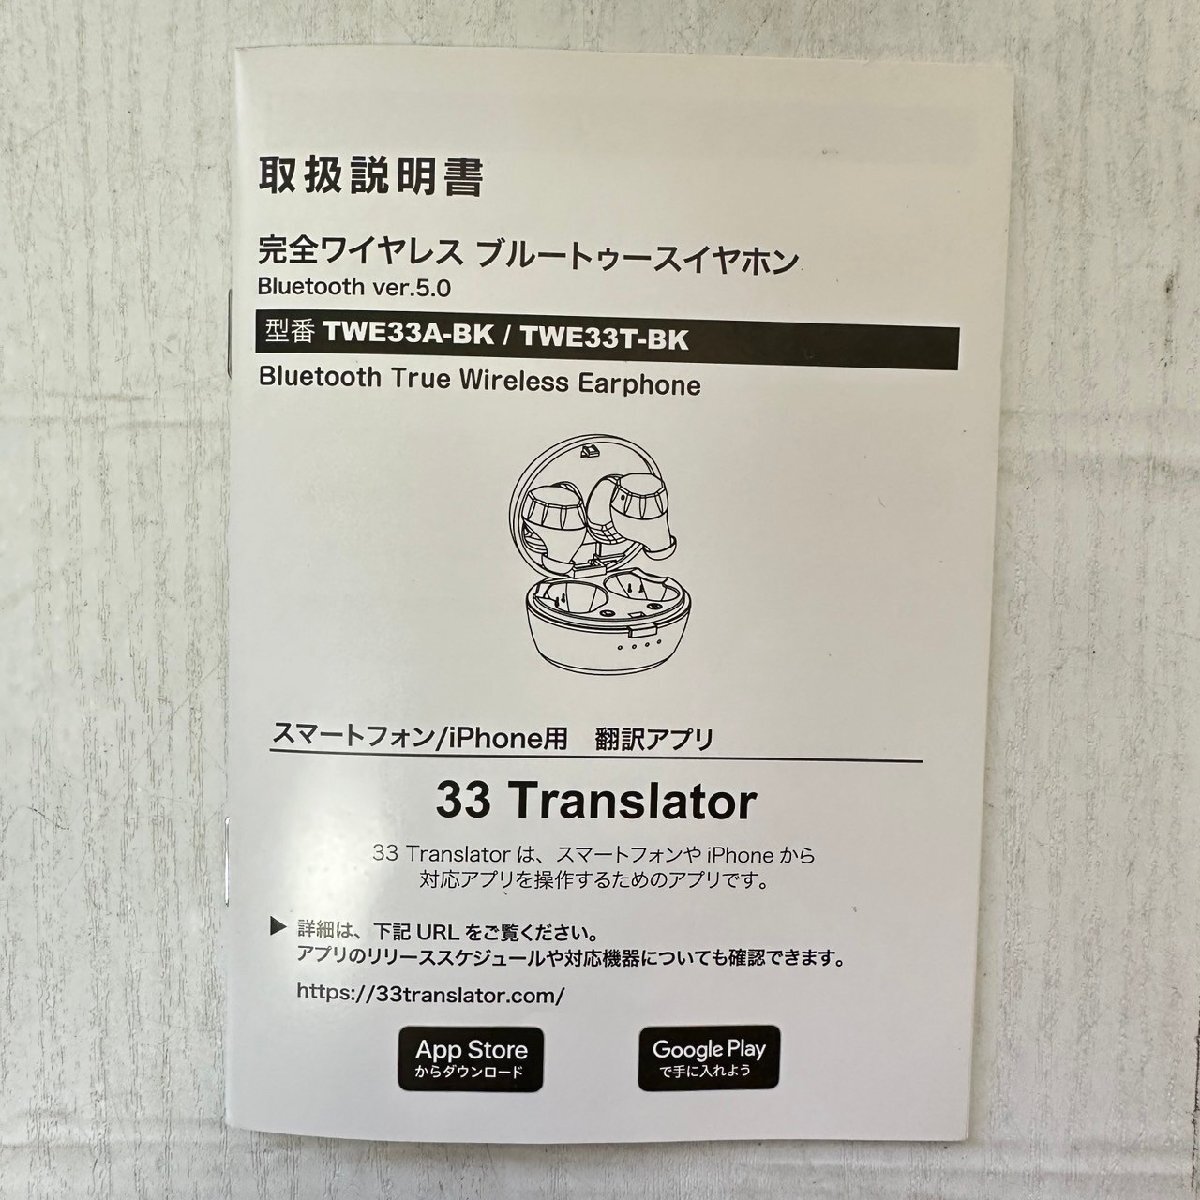 取扱説明書
完全ワイヤレス ブルートゥースイヤホン
Bluetooth ver.5.0
型番 TWE33A-BK / TWE33T-BK
Bluetooth True Wireless Earphone
スマートフォン/iPhone用 翻訳アプリ
33 Translator
33 Translator は、スマートフォンや iPhone から
対応アプリを操作するためのアプリです。
▶ 詳細は、下記 URL をご覧ください。
アプリのリリーススケジュールや対応機器についても確認できます。
https://33translator.com/
App Store
からダウンロード
Google Play
で手に入れよう